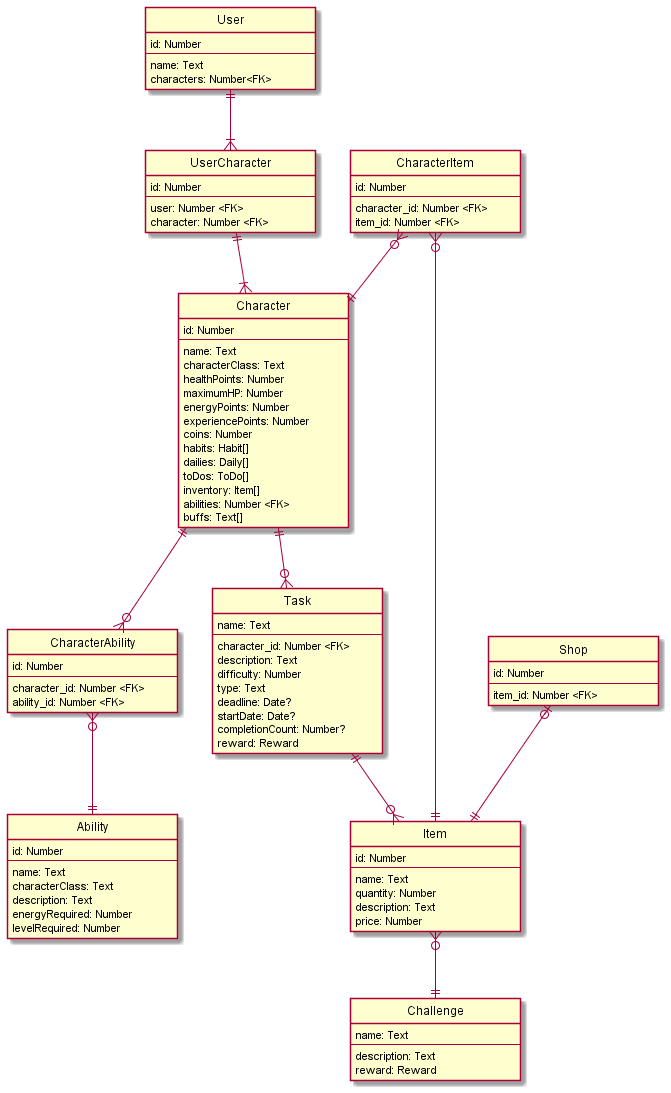 User
id: Number
name: Text
characters: Number<FK>
UserCharacter
id: Number
user: Number <FK>
character: Number <FK>
CharacterItem
id: Number
character_id: Number <FK>
item_id: Number <FK>
Character
id: Number
name: Text
characterClass: Text
healthPoints: Number
maximumHP: Number
energyPoints: Number
experiencePoints: Number
coins: Number
habits: Habit[]
dailies: Daily[]
toDos: ToDo[]
inventory: Item[]
abilities: Number <FK>
buffs: Text[]
CharacterAbility
id: Number
character_id: Number <FK>
ability_id: Number <FK>
Task
name: Text
character_id: Number <FK>
description: Text
difficulty: Number
type: Text
deadline: Date?
startDate: Date?
completionCount: Number?
reward: Reward
Shop
id: Number
item_id: Number <FK>
Ability
id: Number
name: Text
characterClass: Text
description: Text
energyRequired: Number
levelRequired: Number
Item
id: Number
name: Text
quantity: Number
description: Text
price: Number
Challenge
name: Text
description: Text
reward: Reward